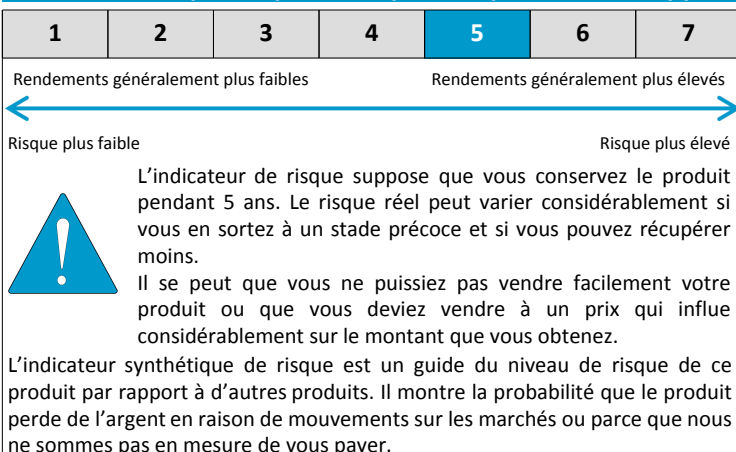 1 2 3 4 5 6 7
Rendements généralement plus faibles Rendements généralement plus élevés
Risque plus faible Risque plus élevé
L'indicateur de risque suppose que vous conservez le produit
pendant 5 ans. Le risque réel peut varier considérablement si
vous en sortez à un stade précoce et si vous pouvez récupérer
moins.
Il se peut que vous ne puissiez pas vendre facilement votre
produit ou que vous deviez vendre à un prix qui influe
considérablement sur le montant que vous obtenez.
L'indicateur synthétique de risque est un guide du niveau de risque de ce
produit par rapport à d'autres produits. Il montre la probabilité que le produit
perde de l'argent en raison de mouvements sur les marchés ou parce que nous
ne sommes pas en mesure de vous payer.